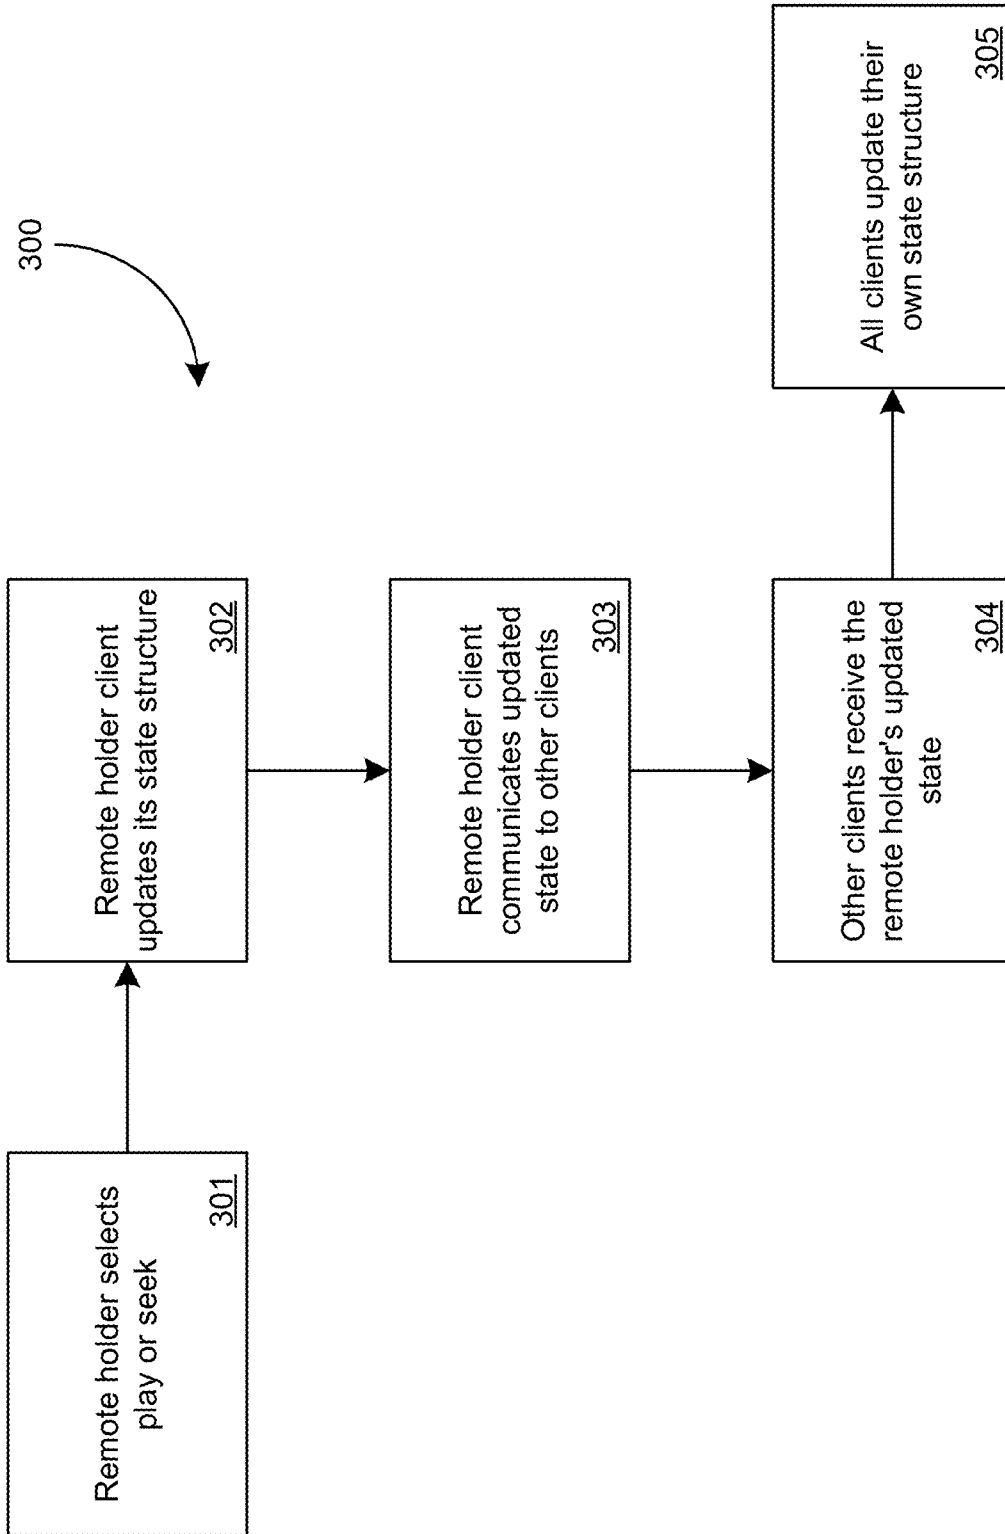 300
Remote holder selects
play or seek
301
Remote holder client
updates its state structure
302
Remote holder client
communicates updated
state to other clients
303
Other clients receive the
remote holder's updated
state
304
All clients update their
own state structure
305